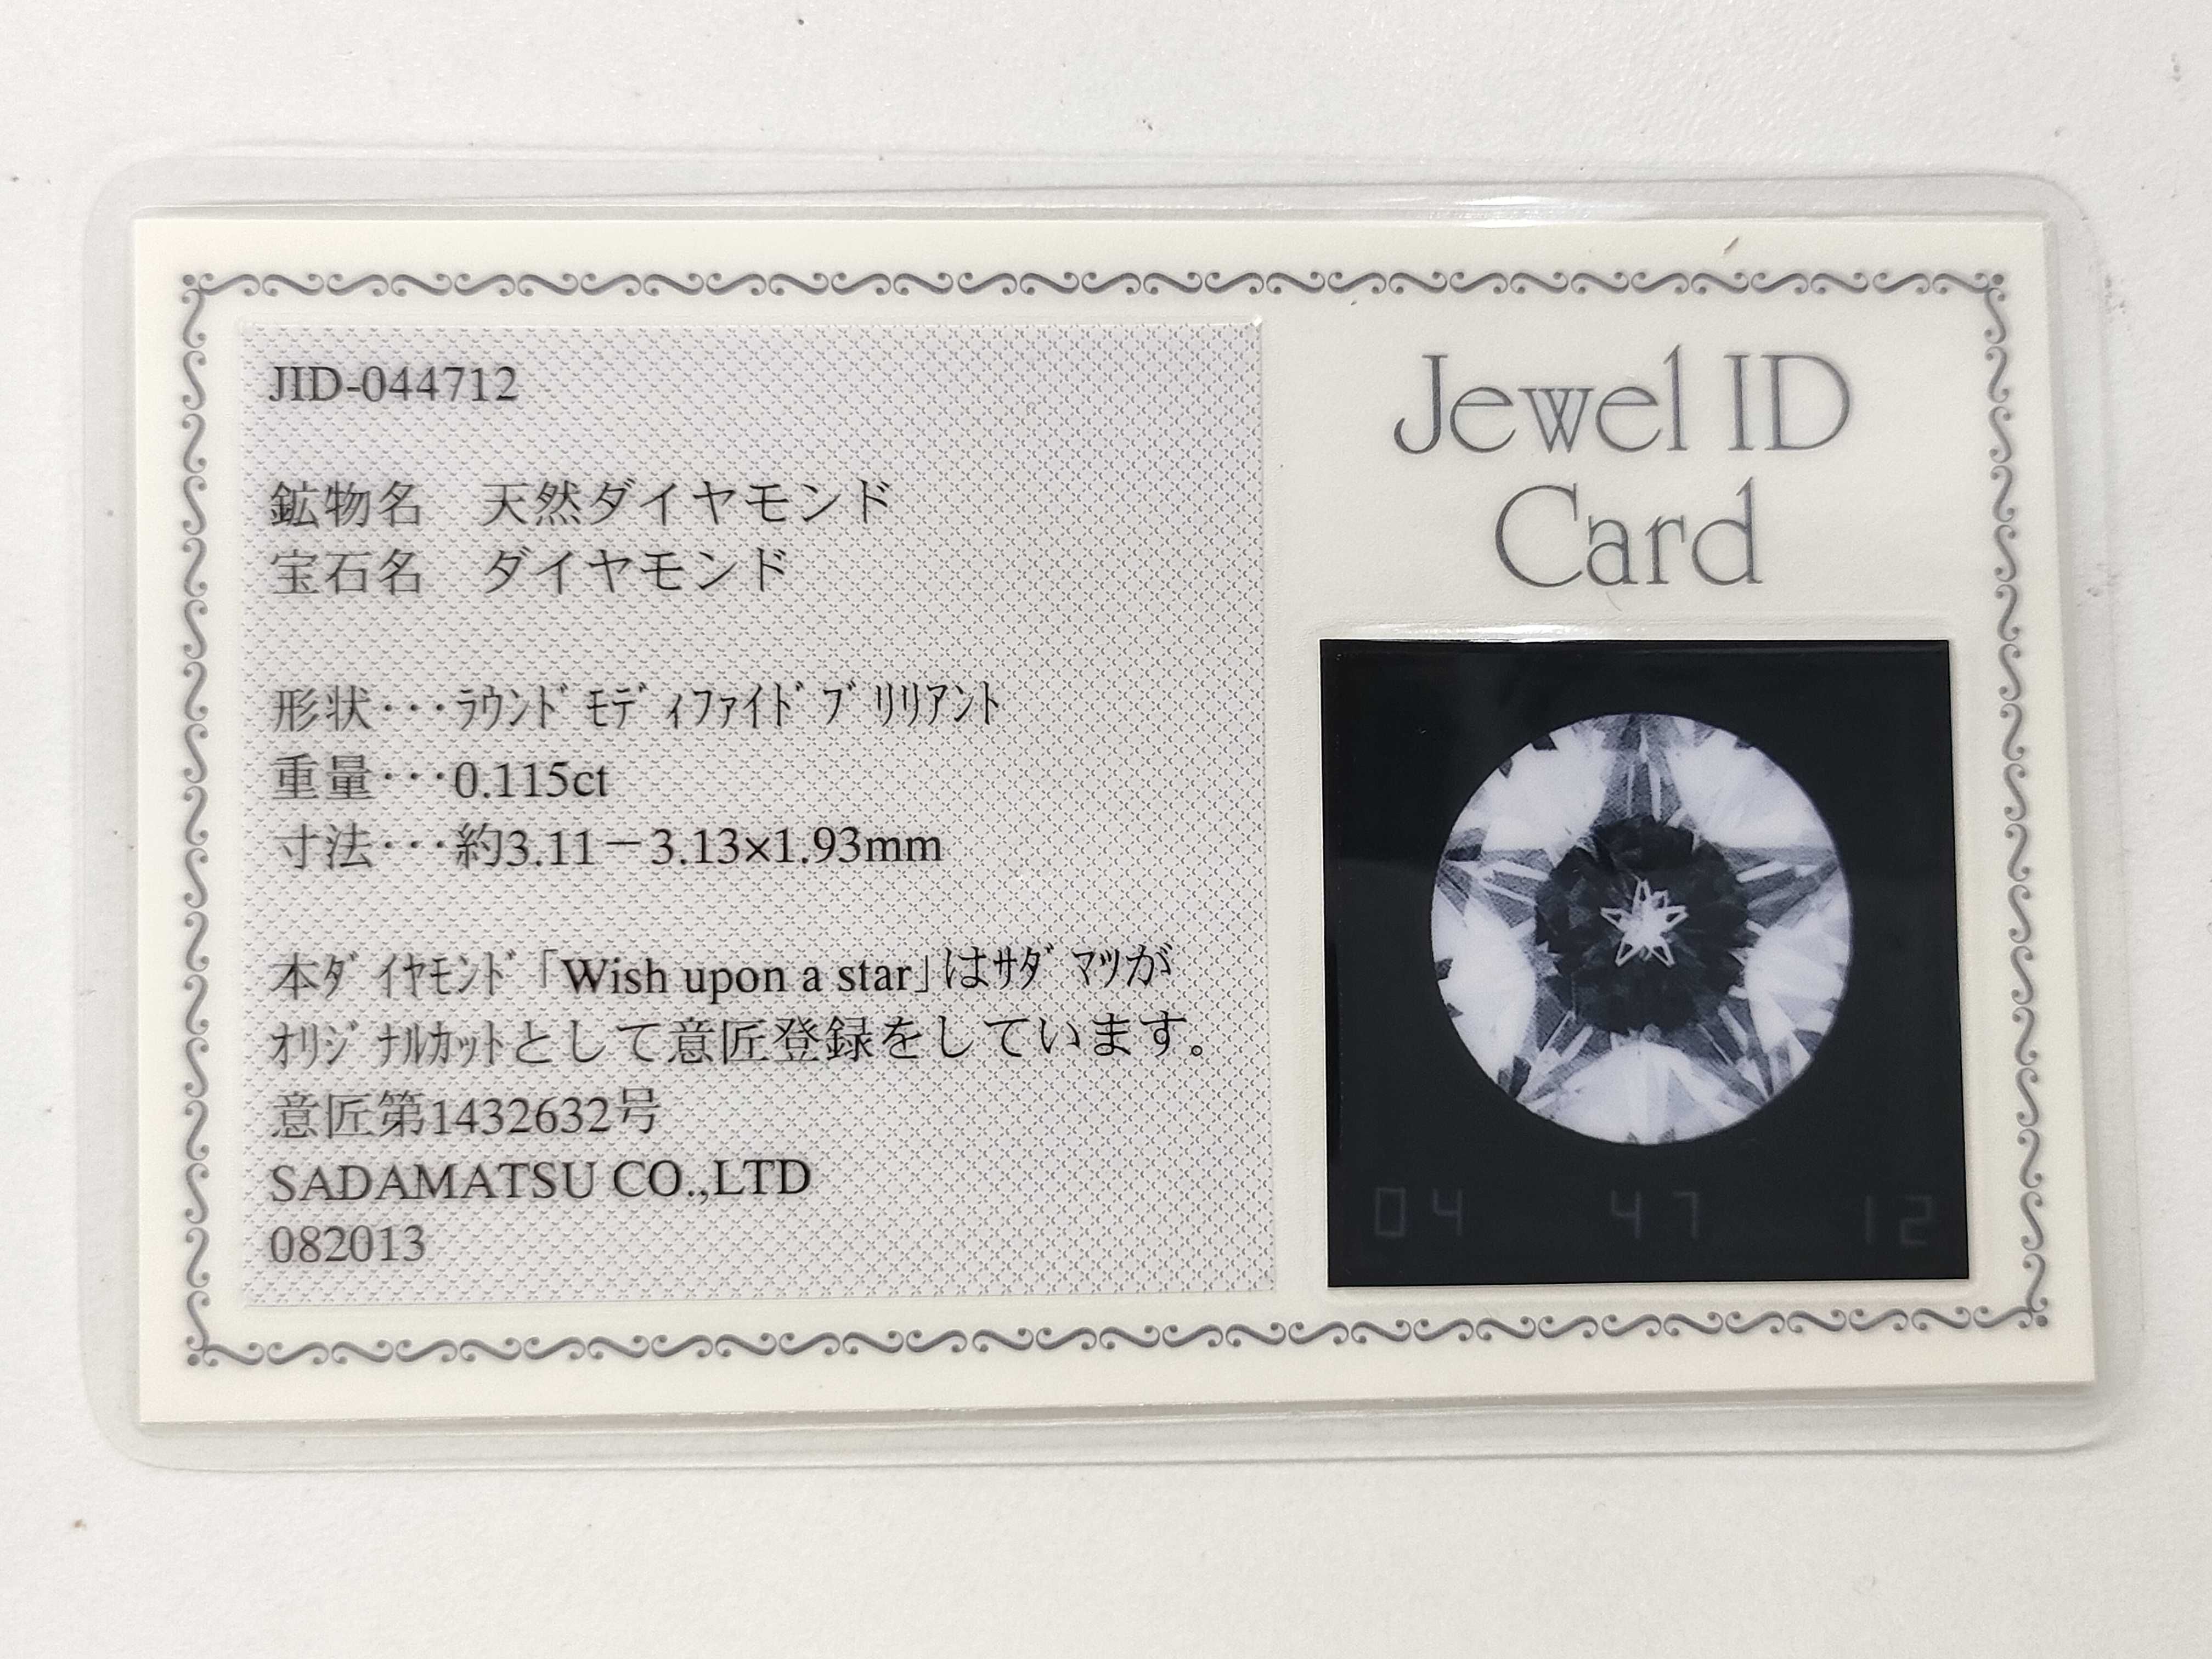 JID-044712
鉱物名　天然ダイヤモンド
宝石名　ダイヤモンド
形状･･･ﾗｳﾝﾄﾞﾓﾃﾞｨﾌｧｲﾄﾞﾌﾞﾘﾘｱﾝﾄ
重量･･･0.115ct
寸法･･･約3.11－3.13×1.93mm
本ﾀﾞｲﾔﾓﾝﾄﾞ｢Wish upon a star｣はｻﾀﾞﾏﾂが
ｵﾘｼﾞﾅﾙｶｯﾄとして意匠登録をしています。
意匠第1432632号
SADAMATSU CO.,LTD
082013
Jewel ID
Card
04 47 12